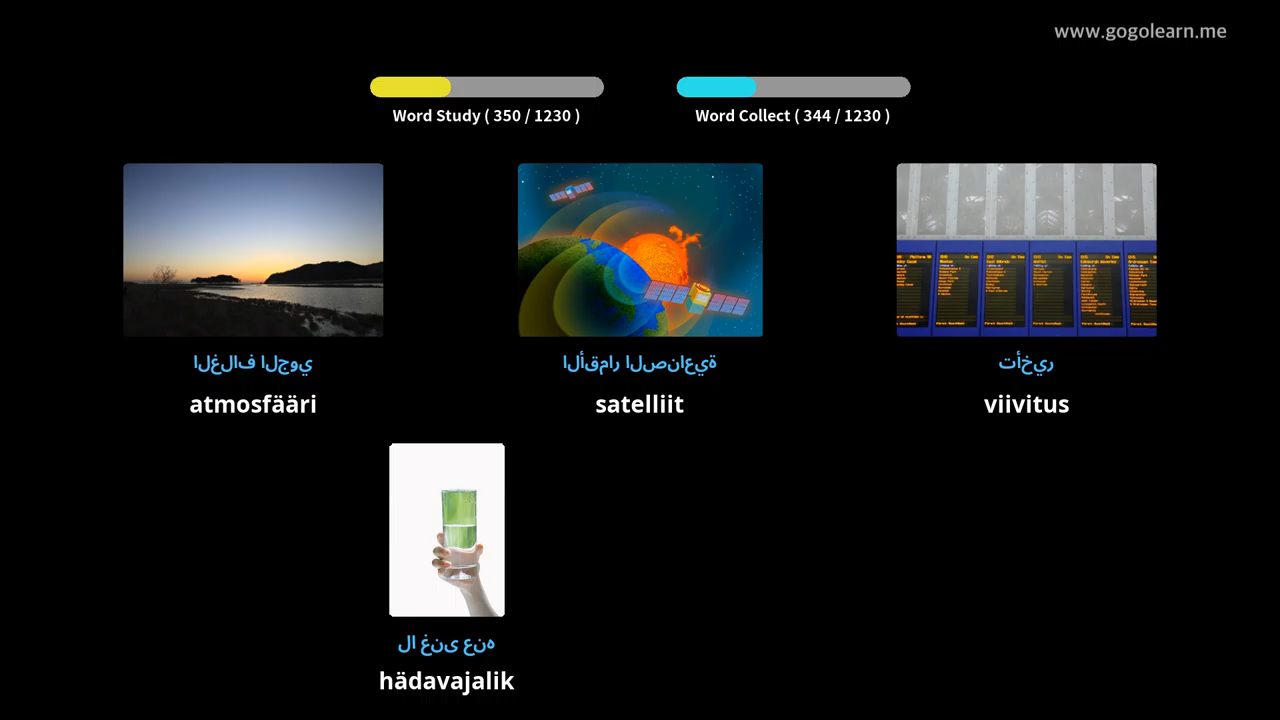 www.gogolearn.me
Word Study ( 350 / 1230 )
Word Collect ( 344 / 1230 )
الغلاف الجوي
الأقمار الصناعية
تأخير
atmosfääri
satelliit
viivitus
لا غنى عنه
hädavajalik